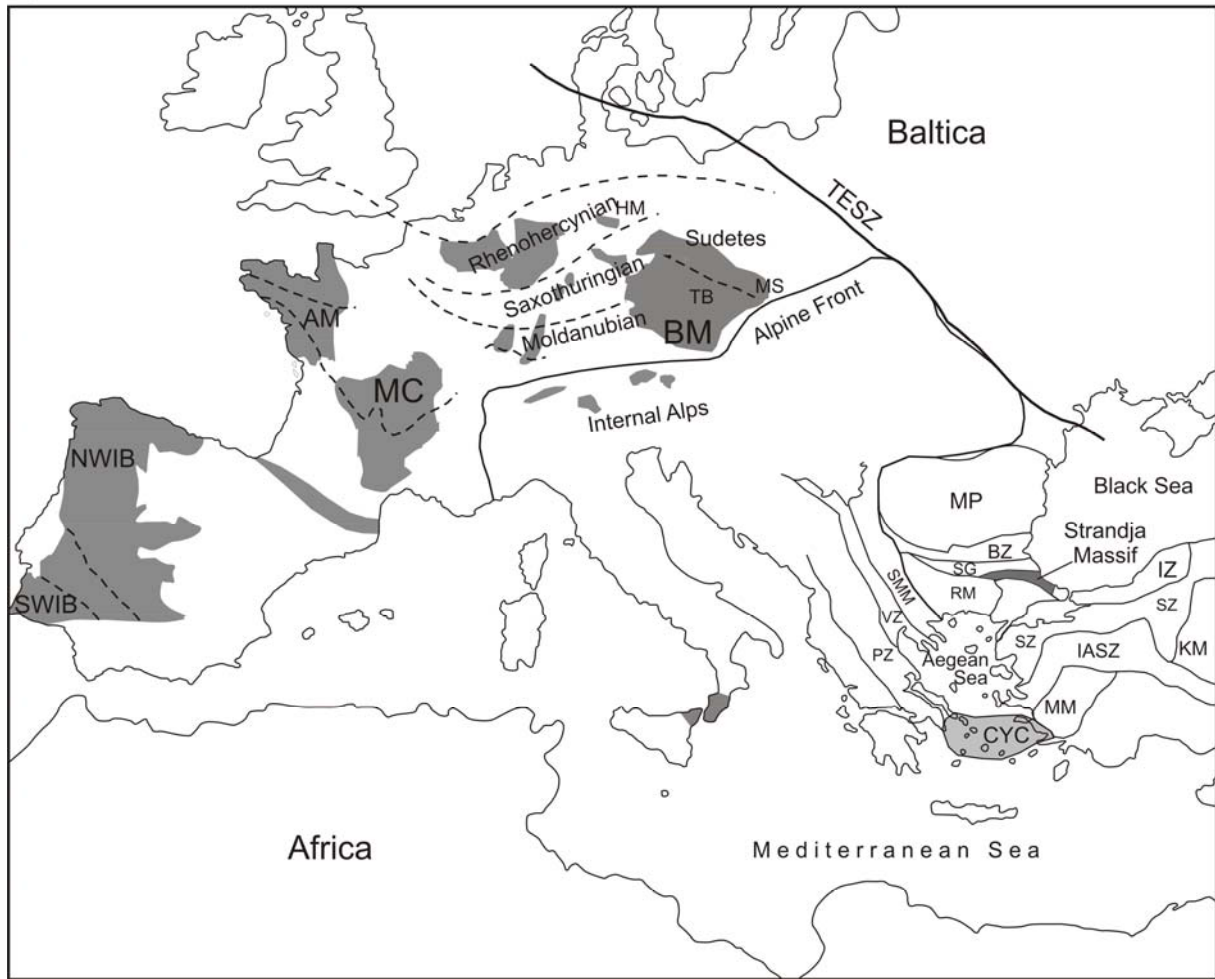 Baltica
TESZ
HM
Rhenohercynian
Sudetes
Saxothuringian
MS
TB
AM
Moldanubian
BM
Alpine Front
MC
Internal Alps
NWIB
MP
Black Sea
Strandja
Massif
BZ
SG
IZ
RM
SMM
SZ
SWIB
VZ
SZ
IASZ
KM
PZ
Aegean
Sea
MM
CYC
Africa
Mediterranean Sea